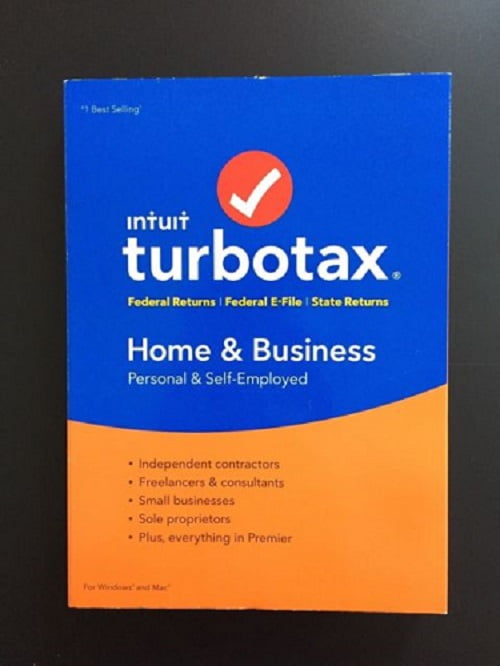 #1 Best Selling*
intuit
turbotax®
Federal Returns | Federal E-File | State Returns
Home & Business
Personal & Self-Employed
• Independent contractors
• Freelancers & consultants
• Small businesses
• Sole proprietors
• Plus, everything in Premier
For Windows® and Mac®